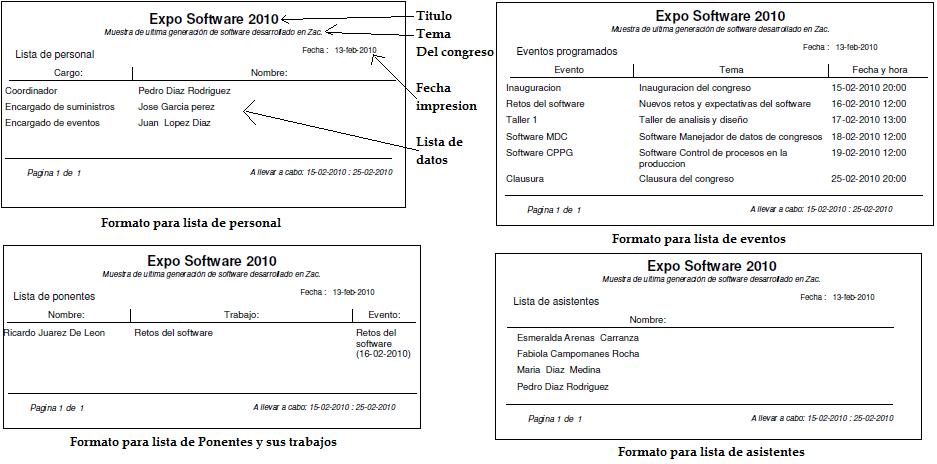 Expo Software 2010
Muestra de ultima generación de software desarrollado en Zac.
Lista de personal
Fecha : 13-feb-2010
Cargo: Nombre:
Coordinador Pedro Diaz Rodriguez
Encargado de suministros Jose Garcia perez
Encargado de eventos Juan Lopez Diaz
Pagina 1 de 1 A llevar a cabo: 15-02-2010 : 25-02-2010
Formato para lista de personal
Titulo
Tema
Del congreso
Fecha
impresion
Lista de
datos
Expo Software 2010
Muestra de ultima generación de software desarrollado en Zac.
Eventos programados
Fecha : 13-feb-2010
Evento Tema Fecha y hora
Inauguracion Inauguracion del congreso 15-02-2010 20:00
Retos del software Nuevos retos y expectativas del software 16-02-2010 12:00
Taller 1 Taller de analisis y diseño 17-02-2010 13:00
Software MDC Software Manejador de datos de congresos 18-02-2010 12:00
Software CPPG Software Control de procesos en la 19-02-2010 12:00
produccion
Clausura Clausura del congreso 25-02-2010 20:00
Pagina 1 de 1 A llevar a cabo: 15-02-2010 : 25-02-2010
Formato para lista de eventos
Expo Software 2010
Muestra de ultima generación de software desarrollado en Zac.
Lista de ponentes
Fecha : 13-feb-2010
Nombre: Trabajo: Evento:
Ricardo Juarez De Leon Retos del software Retos del
software
(16-02-2010)
Pagina 1 de 1 A llevar a cabo: 15-02-2010 : 25-02-2010
Formato para lista de Ponentes y sus trabajos
Expo Software 2010
Muestra de ultima generación de software desarrollado en Zac.
Lista de asistentes
Fecha : 13-feb-2010
Nombre:
Esmeralda Arenas Carranza
Fabiola Campomanes Rocha
Maria Diaz Medina
Pedro Diaz Rodriguez
Pagina 1 de 1 A llevar a cabo: 15-02-2010 : 25-02-2010
Formato para lista de asistentes